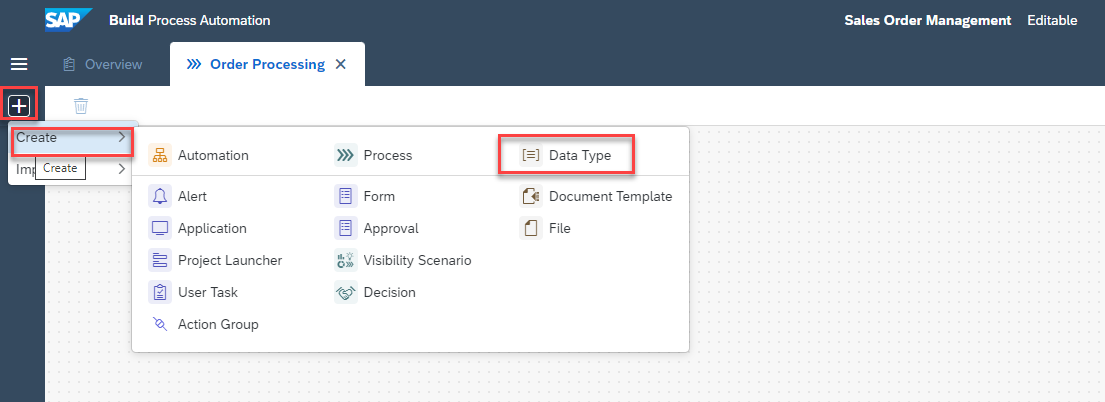 SAP Build Process Automation Sales Order Management Editable
Overview Order Processing
Create
Automation Process Data Type
Imp Create
Alert Form Document Template
Application Approval File
Project Launcher Visibility Scenario
User Task Decision
Action Group